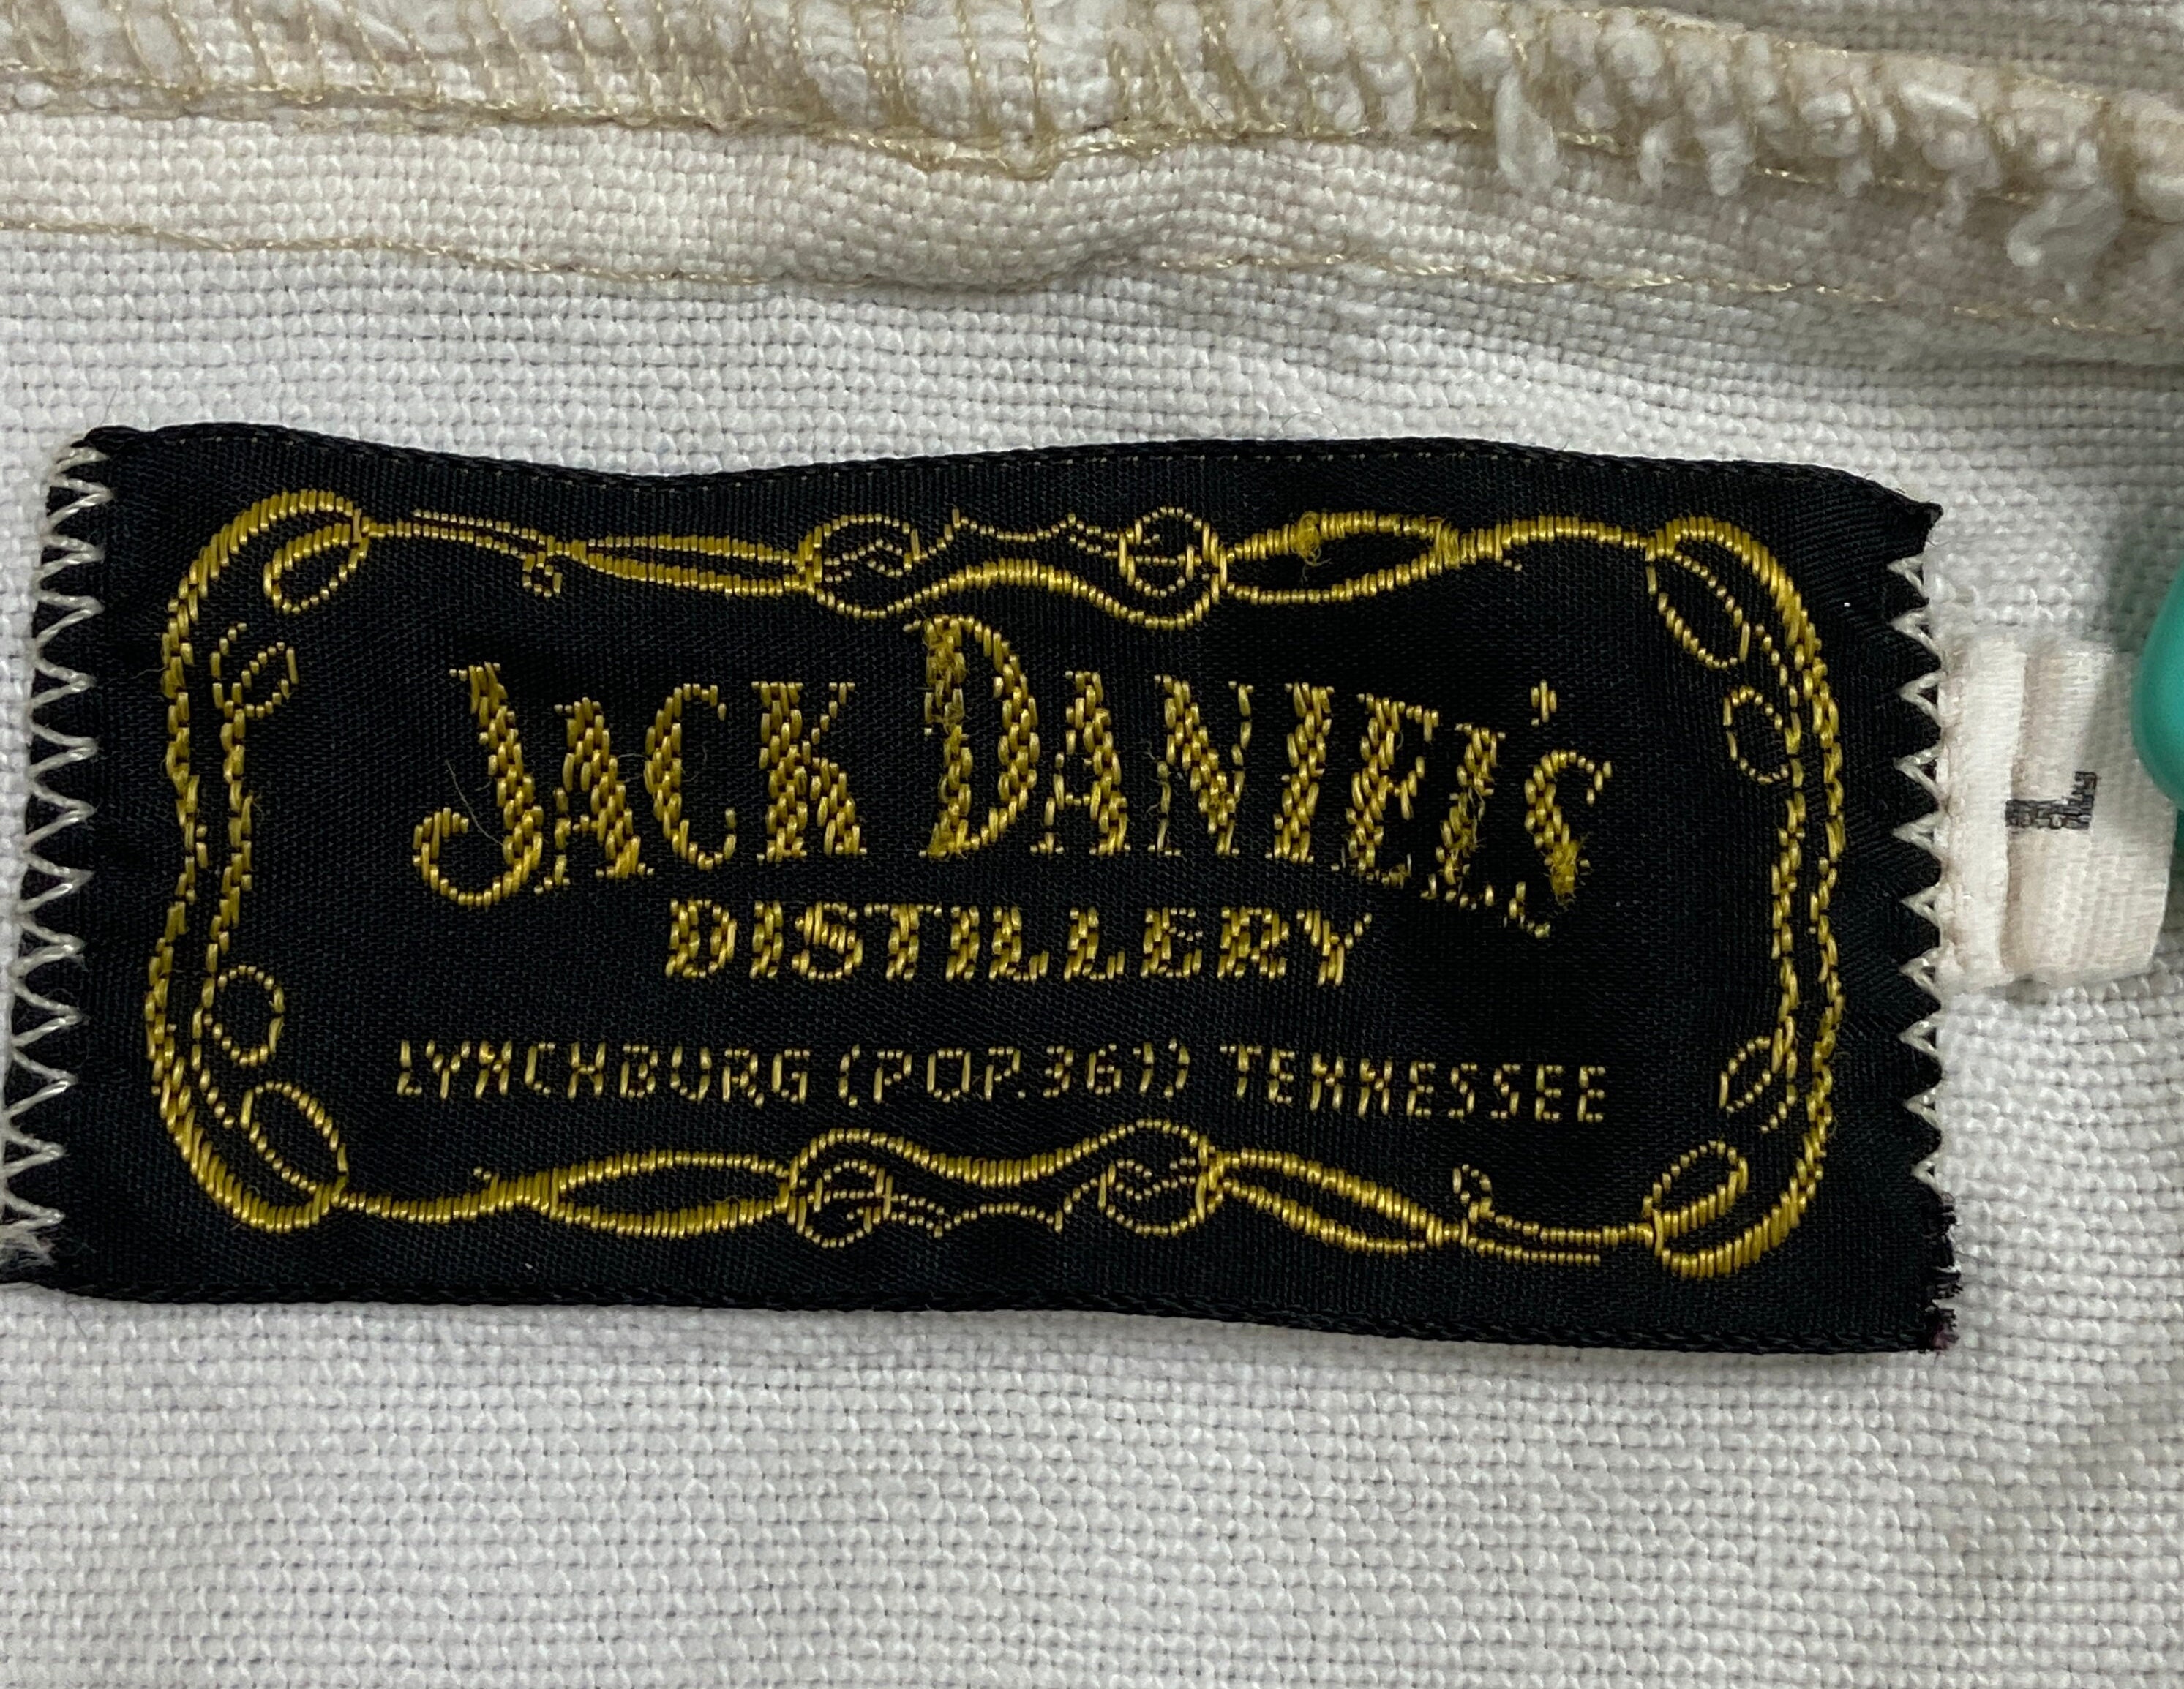 JACK DANIEL'S
DISTILLERY
LYNCHBURG (POP. 361) TENNESSEE
L